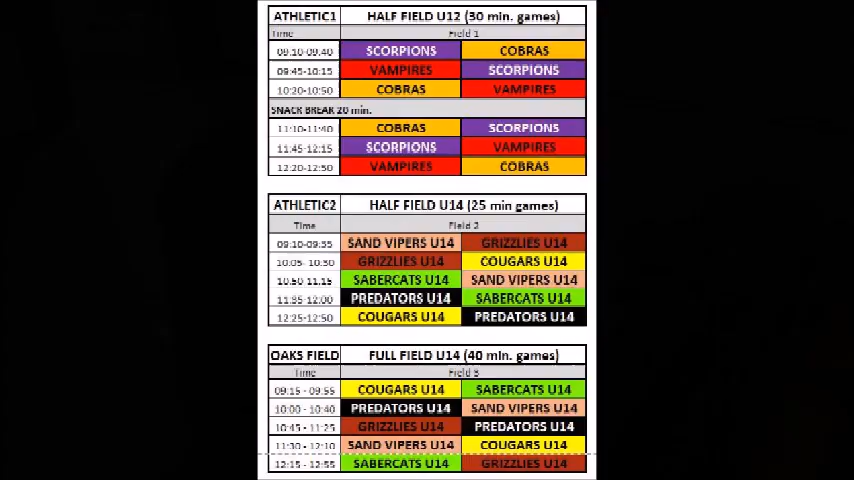 ATHLETIC1 HALF FIELD U12 (30 min. games)
Time Field 1
09:10-09:40 SCORPIONS COBRAS
09:45-10:15 VAMPIRES SCORPIONS
10:20-10:50 COBRAS VAMPIRES
SNACK BREAK 20 min.
11:10-11:40 COBRAS SCORPIONS
11:45-12:15 SCORPIONS VAMPIRES
12:20-12:50 VAMPIRES COBRAS
ATHLETIC2 HALF FIELD U14 (25 min games)
Time Field 2
09:10-09:35 SAND VIPERS U14 GRIZZLIES U14
10:05- 10:30 GRIZZLIES U14 COUGARS U14
10:50-11:15 SABERCATS U14 SAND VIPERS U14
11:35-12:00 PREDATORS U14 SABERCATS U14
12:25-12:50 COUGARS U14 PREDATORS U14
OAKS FIELD FULL FIELD U14 (40 min. games)
Time Field 3
09:15 - 09:55 COUGARS U14 SABERCATS U14
10:00 - 10:40 PREDATORS U14 SAND VIPERS U14
10:45 - 11:25 GRIZZLIES U14 PREDATORS U14
11:30 - 12:10 SAND VIPERS U14 COUGARS U14
12:15 - 12:55 SABERCATS U14 GRIZZLIES U14